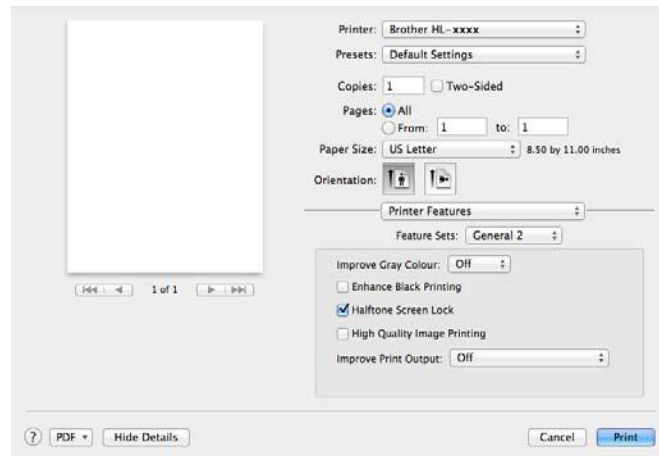 Printer: Brother HL-xxxx
Presets: Default Settings
Copies: 1 Two-Sided
Pages: All
From: 1 to: 1
Paper Size: US Letter 8.50 by 11.00 inches
Orientation:
Printer Features
Feature Sets: General 2
Improve Gray Colour: Off
Enhance Black Printing
Halftone Screen Lock
High Quality Image Printing
Improve Print Output: Off
1 of 1
? PDF Hide Details Cancel Print